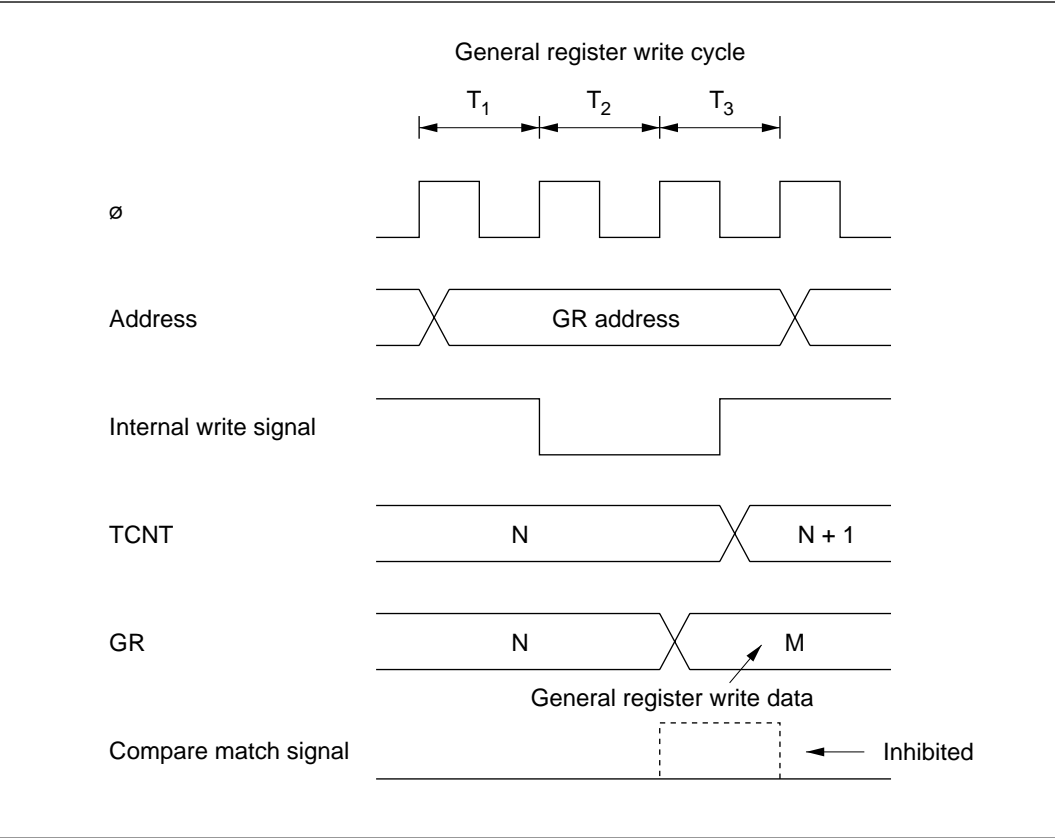 General register write cycle
T1 T2 T3
ø
Address GR address
Internal write signal
TCNT N N + 1
GR N M
General register write data
Compare match signal Inhibited